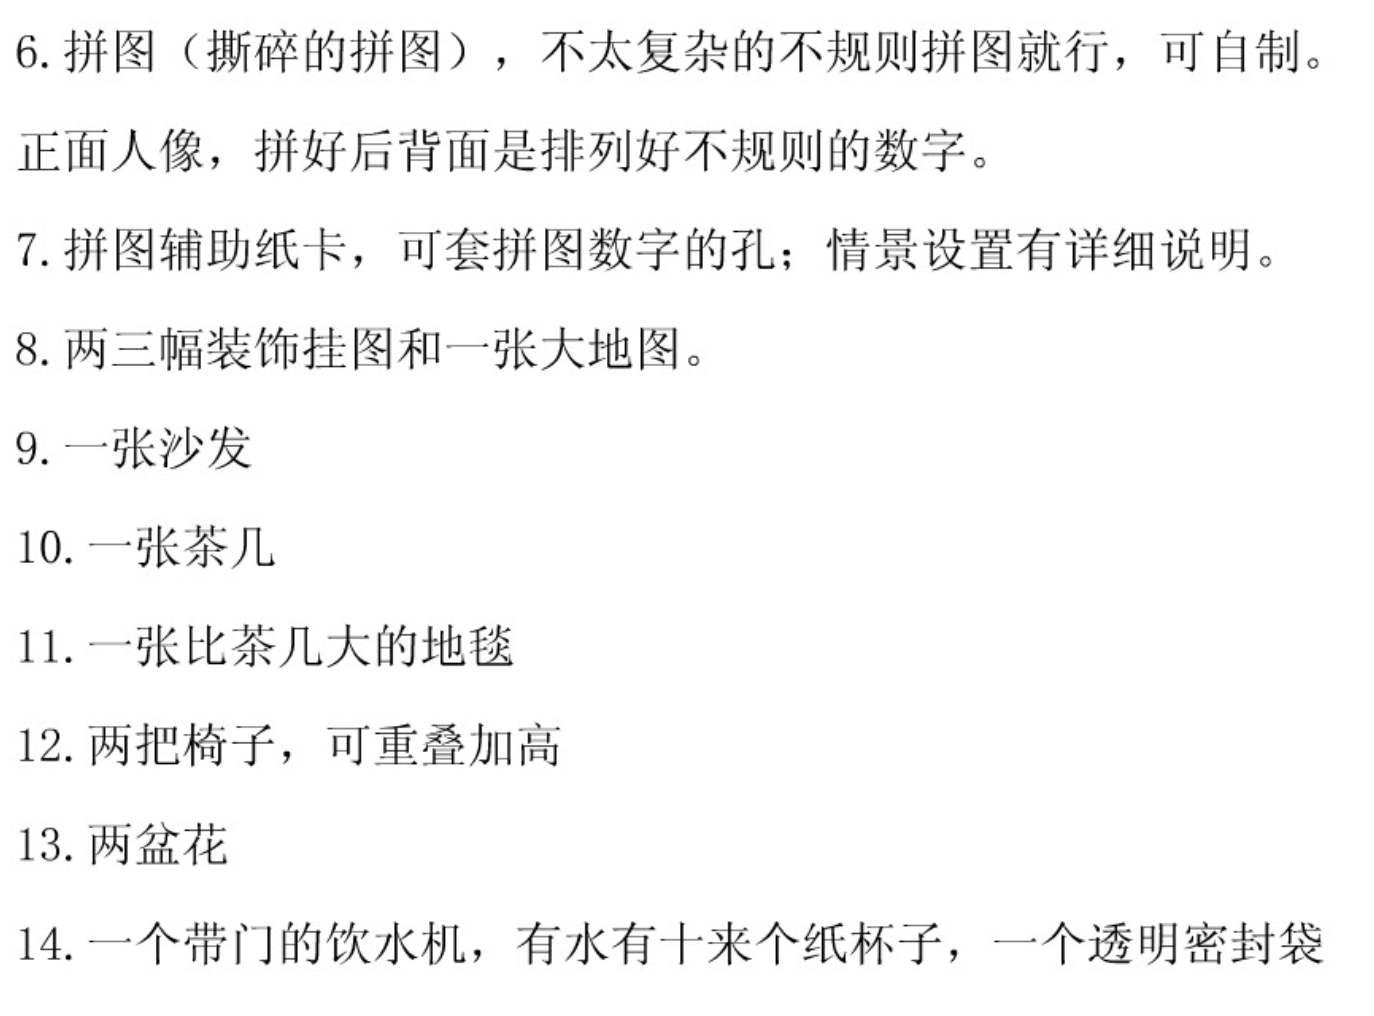 6. 拼图（撕碎的拼图），不太复杂的不规则拼图就行，可自制。
正面人像，拼好后背面是排列好不规则的数字。
7. 拼图辅助纸卡，可套拼图数字的孔；情景设置有详细说明。
8. 两三幅装饰挂图和一张大地图。
9. 一张沙发
10. 一张茶几
11. 一张比茶几大的地毯
12. 两把椅子，可重叠加高
13. 两盆花
14. 一个带门的饮水机，有水有十来个纸杯子，一个透明密封袋